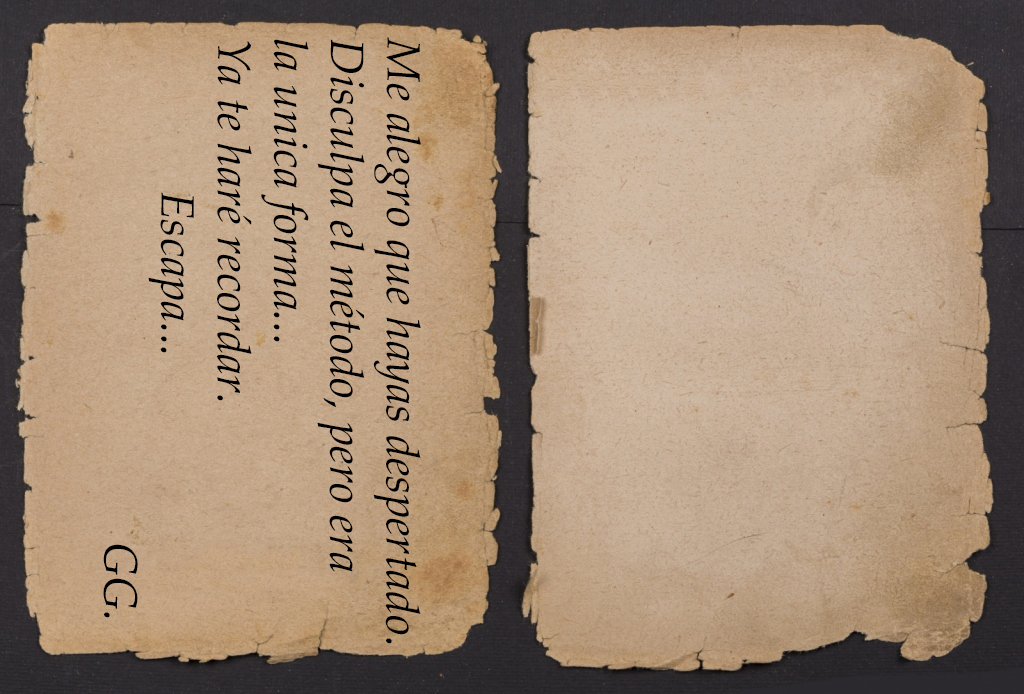 Me alegro que hayas despertado.
Disculpa el método, pero era
la unica forma...
Ya te haré recordar.
Escapa...
GG.